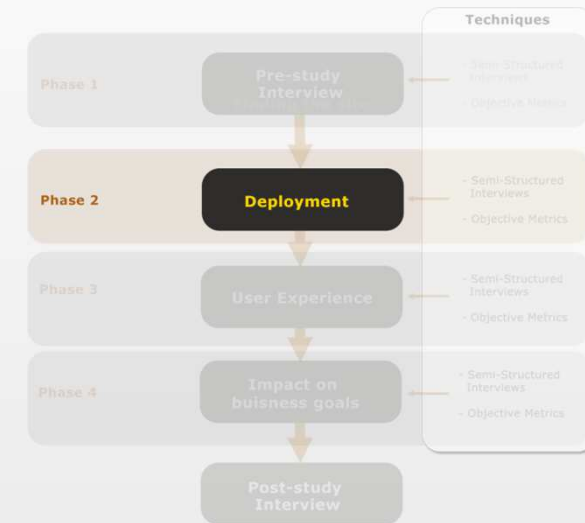 Techniques
Phase 1
Pre-study
Interview
- Semi-Structured
Interviews
- Objective Metrics
Phase 2
Deployment
- Semi-Structured
Interviews
- Objective Metrics
Phase 3
User Experience
- Semi-Structured
Interviews
- Objective Metrics
Phase 4
Impact on
buisness goals
- Semi-Structured
Interviews
- Objective Metrics
Post-study
Interview